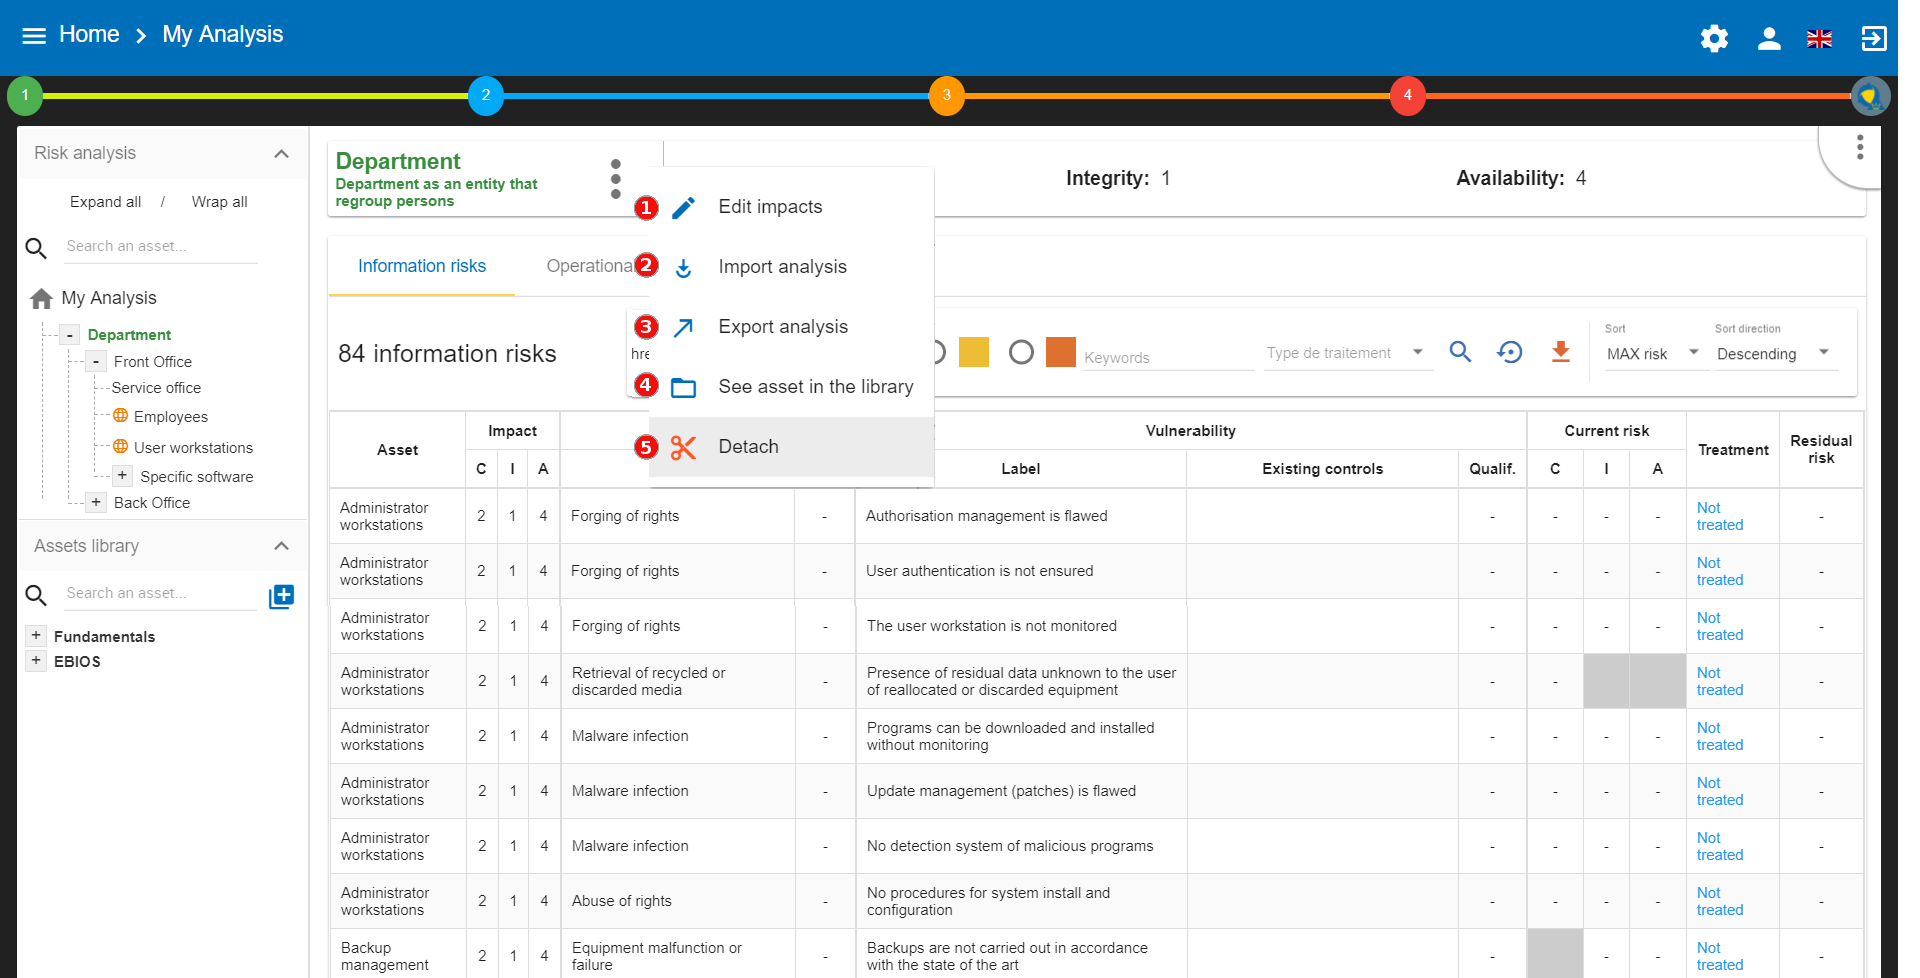 Home > My Analysis
1
2
3
4
Risk analysis
Expand all / Wrap all
Search an asset...
My Analysis
- Department
- Front Office
Service office
Employees
User workstations
+ Specific software
+ Back Office
Assets library
Search an asset...
+ Fundamentals
+ EBIOS
Department
Department as an entity that
regroup persons
Integrity: 1
Availability: 4
1 Edit impacts
2 Import analysis
3 Export analysis
4 See asset in the library
5 Detach
Information risks
Operationa
84 information risks
hre
Keywords
Type de traitement
Sort
MAX risk
Sort direction
Descending
Asset Impact Vulnerability Current risk Treatment Residual
risk
C I A Label Existing controls Qualif. C I A
Administrator
workstations 2 1 4 Forging of rights - Authorisation management is flawed - - - - Not
treated -
Administrator
workstations 2 1 4 Forging of rights - User authentication is not ensured - - - - Not
treated -
Administrator
workstations 2 1 4 Forging of rights - The user workstation is not monitored - - - - Not
treated -
Administrator
workstations 2 1 4 Retrieval of recycled or
discarded media - Presence of residual data unknown to the user
of reallocated or discarded equipment - - Not
treated -
Administrator
workstations 2 1 4 Malware infection - Programs can be downloaded and installed
without monitoring - - - - Not
treated -
Administrator
workstations 2 1 4 Malware infection - Update management (patches) is flawed - - - - Not
treated -
Administrator
workstations 2 1 4 Malware infection - No detection system of malicious programs - - - - Not
treated -
Administrator
workstations 2 1 4 Abuse of rights - No procedures for system install and
configuration - - - - Not
treated -
Backup
management 2 1 4 Equipment malfunction or
failure - Backups are not carried out in accordance
with the state of the art - - - Not
treated -